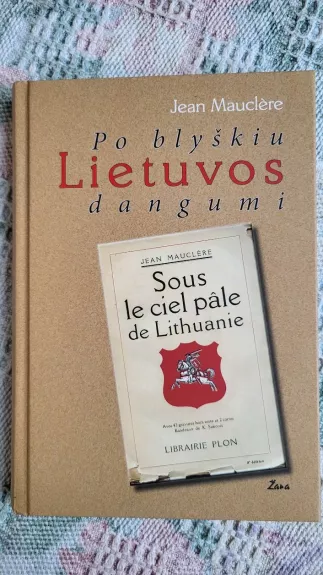 Jean Mauclère
Po blyškiu
Lietuvos
dangumi
JEAN MAUCLÈRE
Sous
le ciel pâle
de Lithuanie
LIBRAIRIE PLON
Žara